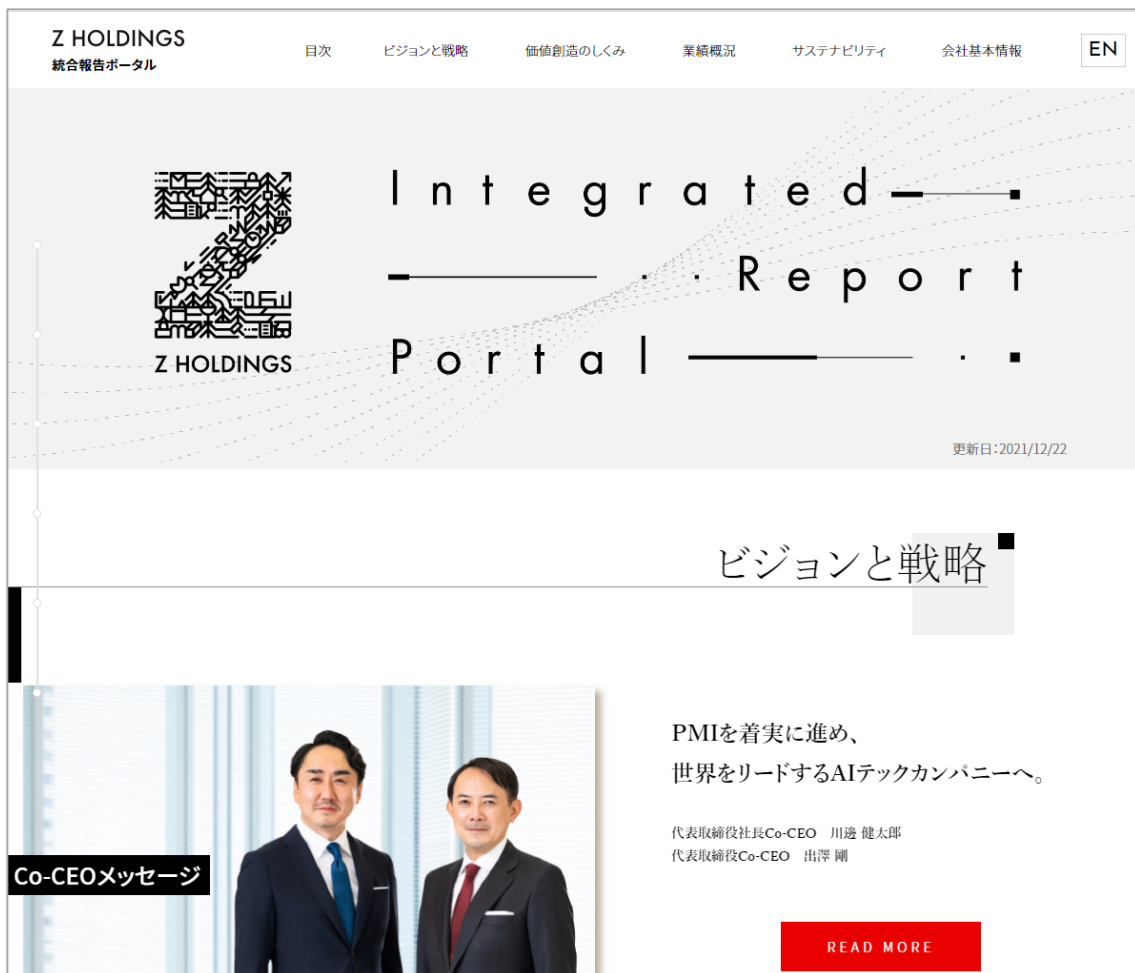 Z HOLDINGS
統合報告ポータル
目次
ビジョンと戦略
価値創造のしくみ
業績概況
サステナビリティ
会社基本情報
EN
Integrated
Report
Portal
Z HOLDINGS
更新日：2021/12/22
ビジョンと戦略
PMIを着実に進め、
世界をリードするAIテックカンパニーへ。
代表取締役社長Co-CEO　川邊 健太郎
代表取締役Co-CEO　出澤 剛
Co-CEOメッセージ
READ MORE